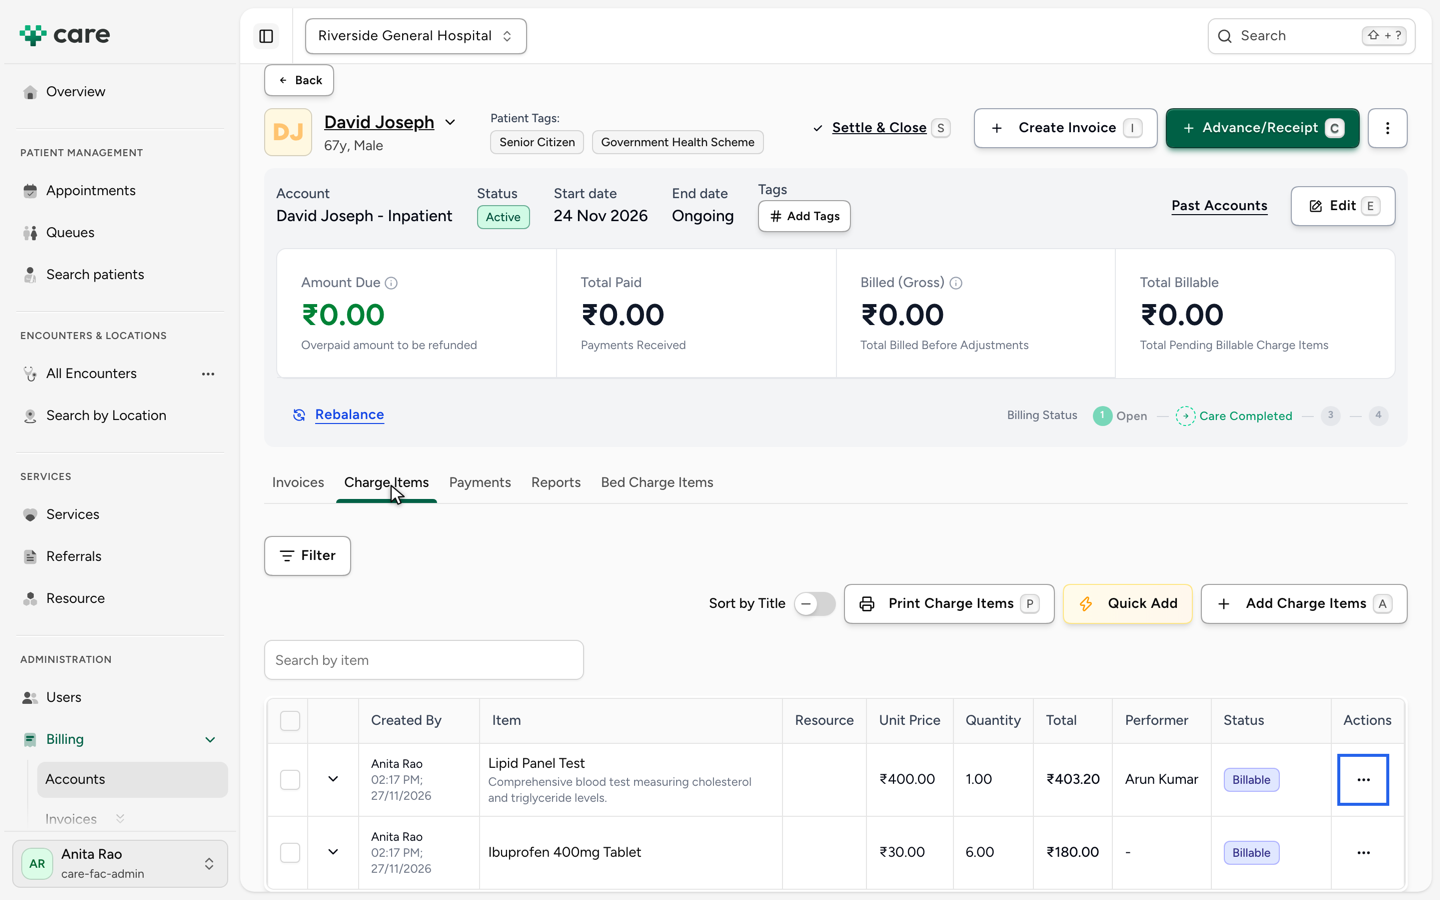 care
Riverside General Hospital
Search
+ ?
Overview
Back
DJ
David Joseph
67y, Male
Patient Tags:
Senior Citizen
Government Health Scheme
Settle & Close S
+ Create Invoice I
+ Advance/Receipt C
PATIENT MANAGEMENT
Appointments
Queues
Search patients
Account
David Joseph - Inpatient
Status
Active
Start date
24 Nov 2026
End date
Ongoing
Tags
# Add Tags
Past Accounts
Edit E
Amount Due
₹0.00
Overpaid amount to be refunded
Total Paid
₹0.00
Payments Received
Billed (Gross)
₹0.00
Total Billed Before Adjustments
Total Billable
₹0.00
Total Pending Billable Charge Items
ENCOUNTERS & LOCATIONS
All Encounters
Search by Location
Rebalance
Billing Status 1 Open Care Completed 3 4
SERVICES
Services
Referrals
Resource
Invoices Charge Items Payments Reports Bed Charge Items
Filter
Sort by Title
Print Charge Items P
Quick Add
+ Add Charge Items A
Search by item
ADMINISTRATION
Users
Billing
Accounts
Invoices
AR
Anita Rao
care-fac-admin
Created By Item Resource Unit Price Quantity Total Performer Status Actions
Anita Rao
02:17 PM;
27/11/2026
Lipid Panel Test
Comprehensive blood test measuring cholesterol
and triglyceride levels.
₹400.00 1.00 ₹403.20 Arun Kumar Billable
Anita Rao
02:17 PM;
27/11/2026
Ibuprofen 400mg Tablet ₹30.00 6.00 ₹180.00 - Billable